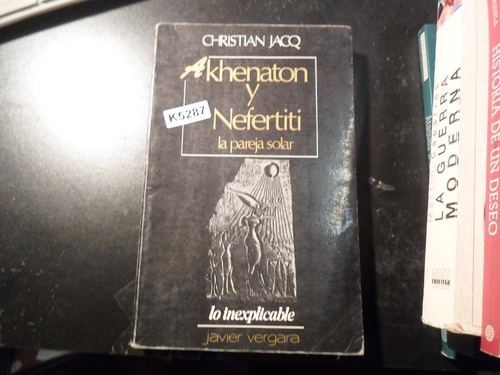 CHRISTIAN JACQ
Akhenaton
y
Nefertiti
la pareja solar
K5287
lo inexplicable
javier vergara
LA GUERRA
MODERNA
norma
HISTORIA DE UN DESEO